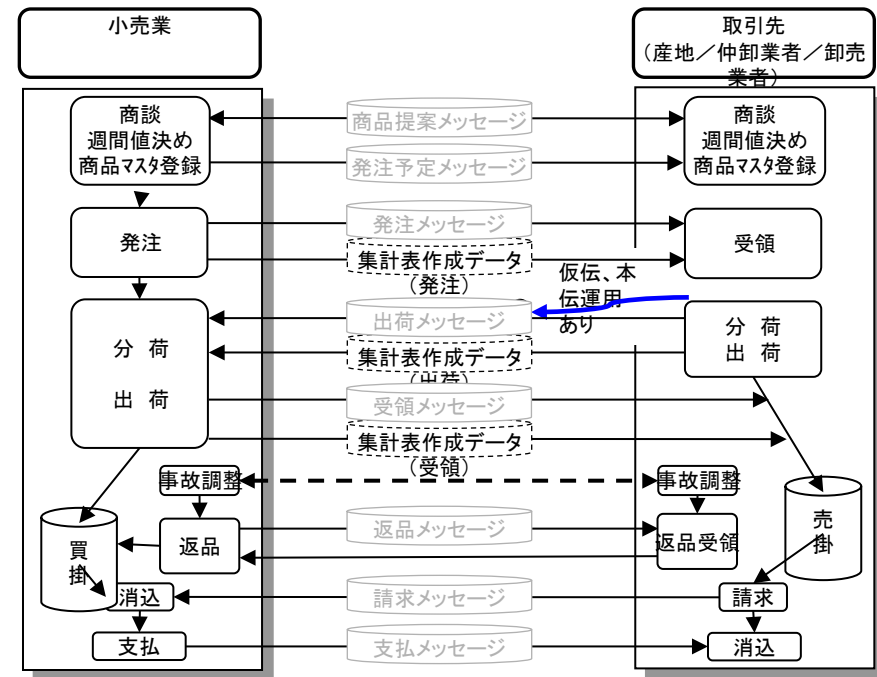 小売業
取引先
（産地／仲卸業者／卸売
業者）
商談
週間値決め
商品マスタ登録
商品提案メッセージ
発注予定メッセージ
商談
週間値決め
商品マスタ登録
発注
発注メッセージ
集計表作成データ
（発注）
受領
仮伝、本
伝運用
あり
分　荷
出　荷
出荷メッセージ
集計表作成データ
（出荷）
分　荷
出　荷
受領メッセージ
集計表作成データ
（受領）
事故調整
事故調整
返品
返品メッセージ
返品受領
買
掛
売
掛
消込
請求メッセージ
請求
支払
支払メッセージ
消込